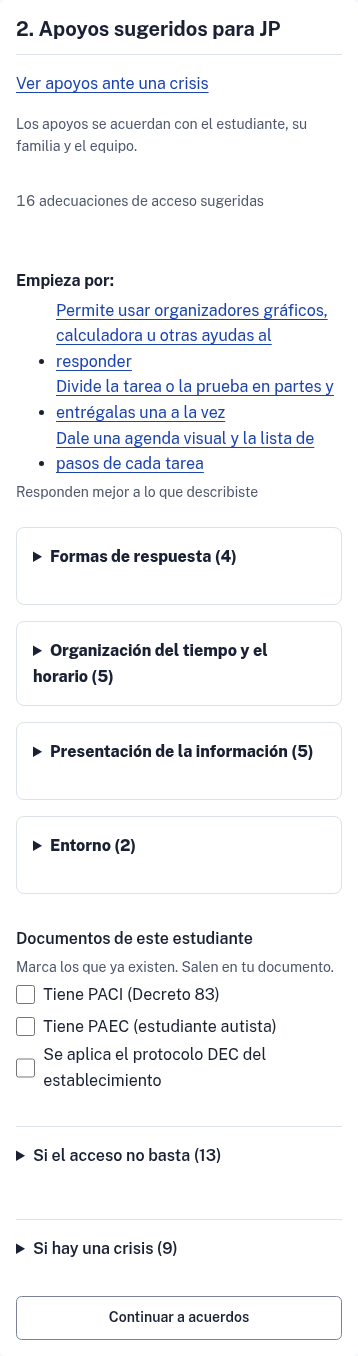 2. Apoyos sugeridos para JP
Ver apoyos ante una crisis
Los apoyos se acuerdan con el estudiante, su
familia y el equipo.
16 adecuaciones de acceso sugeridas
Empieza por:
Permite usar organizadores gráficos,
calculadora u otras ayudas al
responder
Divide la tarea o la prueba en partes y
entrégalas una a la vez
Dale una agenda visual y la lista de
pasos de cada tarea
Responden mejor a lo que describiste
Formas de respuesta (4)
Organización del tiempo y el
horario (5)
Presentación de la información (5)
Entorno (2)
Documentos de este estudiante
Marca los que ya existen. Salen en tu documento.
Tiene PACI (Decreto 83)
Tiene PAEC (estudiante autista)
Se aplica el protocolo DEC del
establecimiento
Si el acceso no basta (13)
Si hay una crisis (9)
Continuar a acuerdos